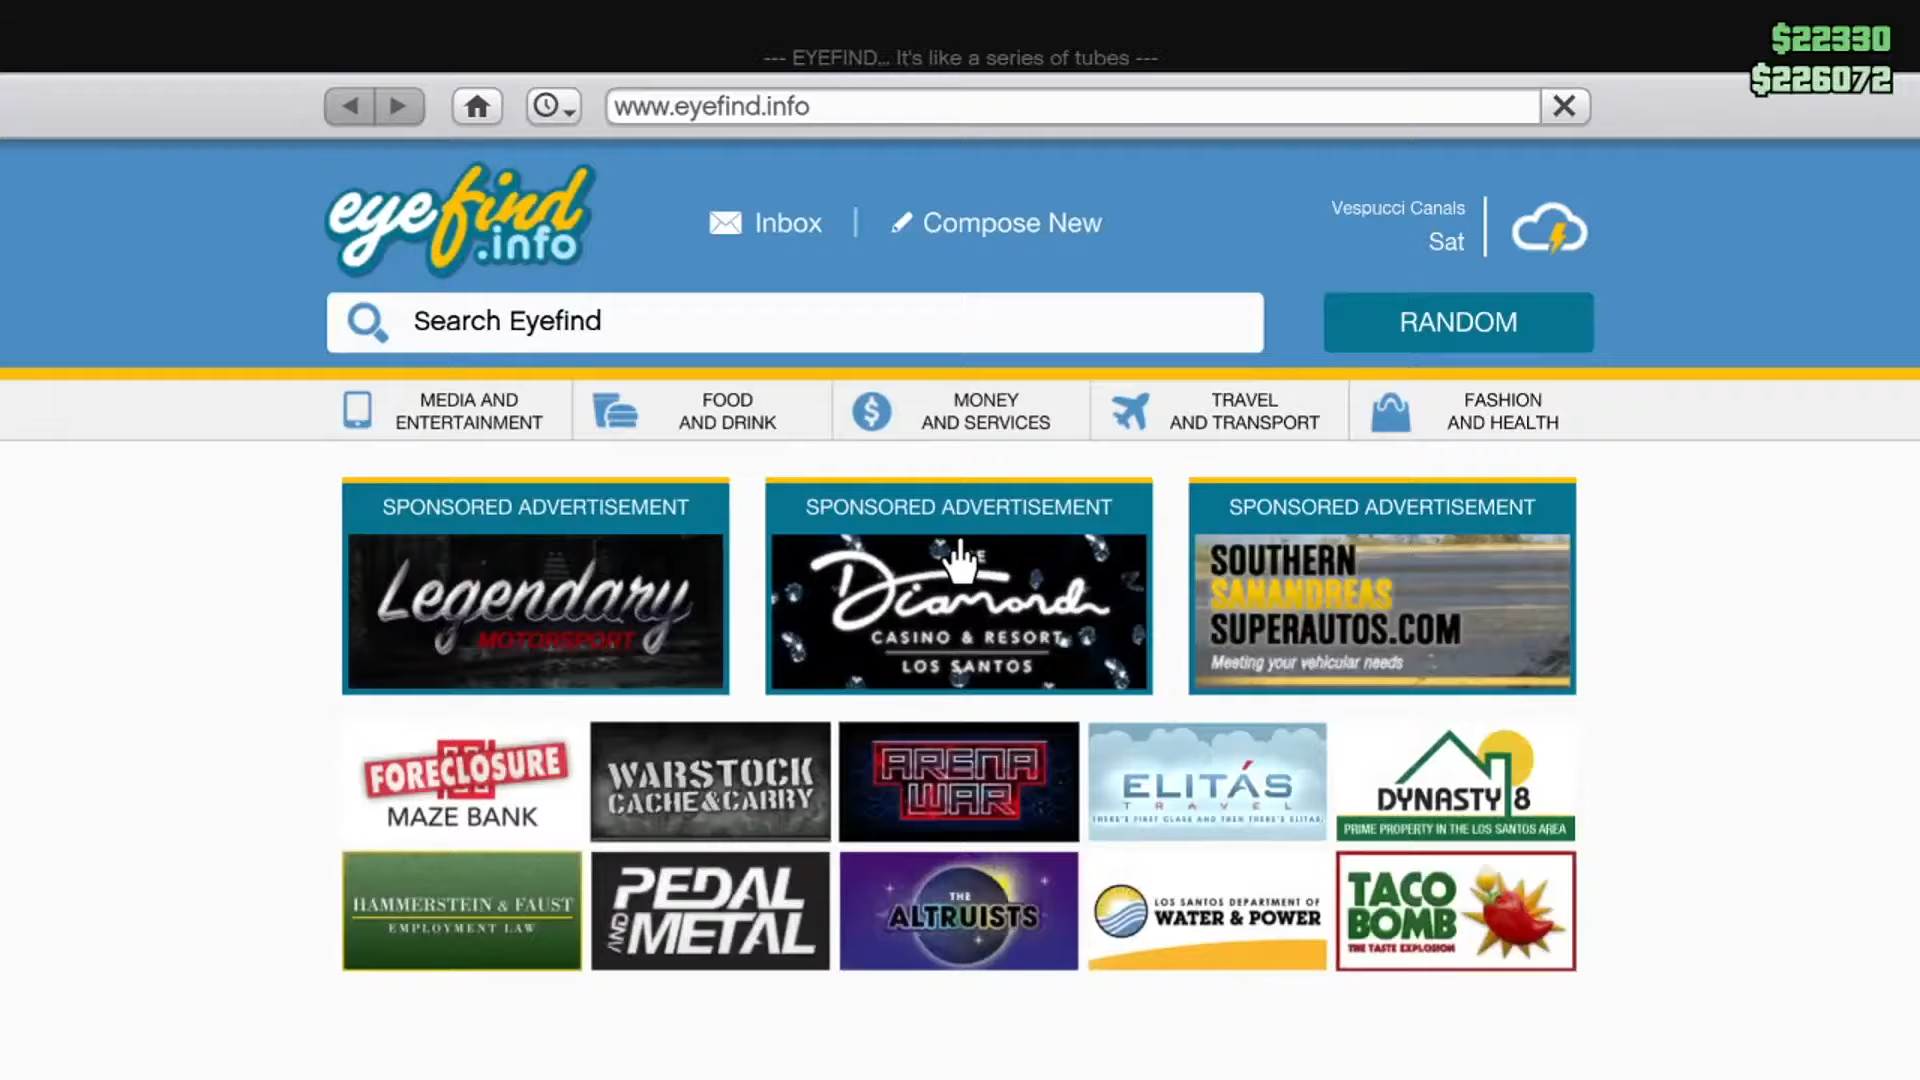 $22330
--- EYEFIND... It's like a series of tubes ---
$226072
www.eyefind.info
eyefind
.info
Inbox
Compose New
Vespucci Canals
Sat
Search Eyefind
RANDOM
MEDIA AND
ENTERTAINMENT
FOOD
AND DRINK
MONEY
AND SERVICES
TRAVEL
AND TRANSPORT
FASHION
AND HEALTH
SPONSORED ADVERTISEMENT
Legendary
MOTORSPORT
SPONSORED ADVERTISEMENT
Diamond
CASINO & RESORT
LOS SANTOS
SPONSORED ADVERTISEMENT
SOUTHERN
SANANDREAS
SUPERAUTOS.COM
Meeting your vehicular needs
FORECLOSURE
MAZE BANK
WARSTOCK
CACHE&CARRY
ARENA
WAR
ELITÁS
TRAVEL
THERE'S FIRST CLASS AND THEN THERE'S ELITAS.
DYNASTY 8
PRIME PROPERTY IN THE LOS SANTOS AREA
HAMMERSTEIN & FAUST
EMPLOYMENT LAW
PEDAL
AND METAL
THE
ALTRUISTS
LOS SANTOS DEPARTMENT OF
WATER & POWER
TACO
BOMB
THE TASTE EXPLOSION